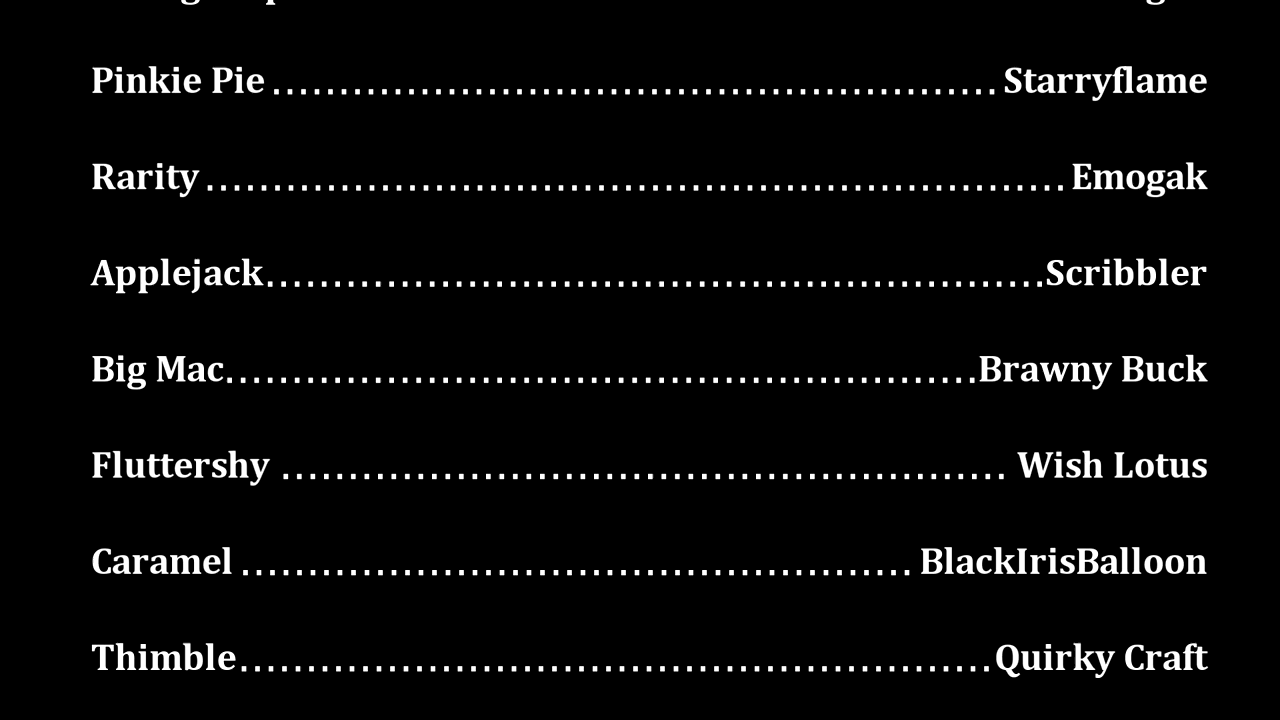 Pinkie Pie ...................................................... Starryflame
Rarity ................................................................ Emogak
Applejack..........................................................Scribbler
Big Mac........................................................Brawny Buck
Fluttershy ...................................................... Wish Lotus
Caramel .................................................. BlackIrisBalloon
Thimble........................................................Quirky Craft